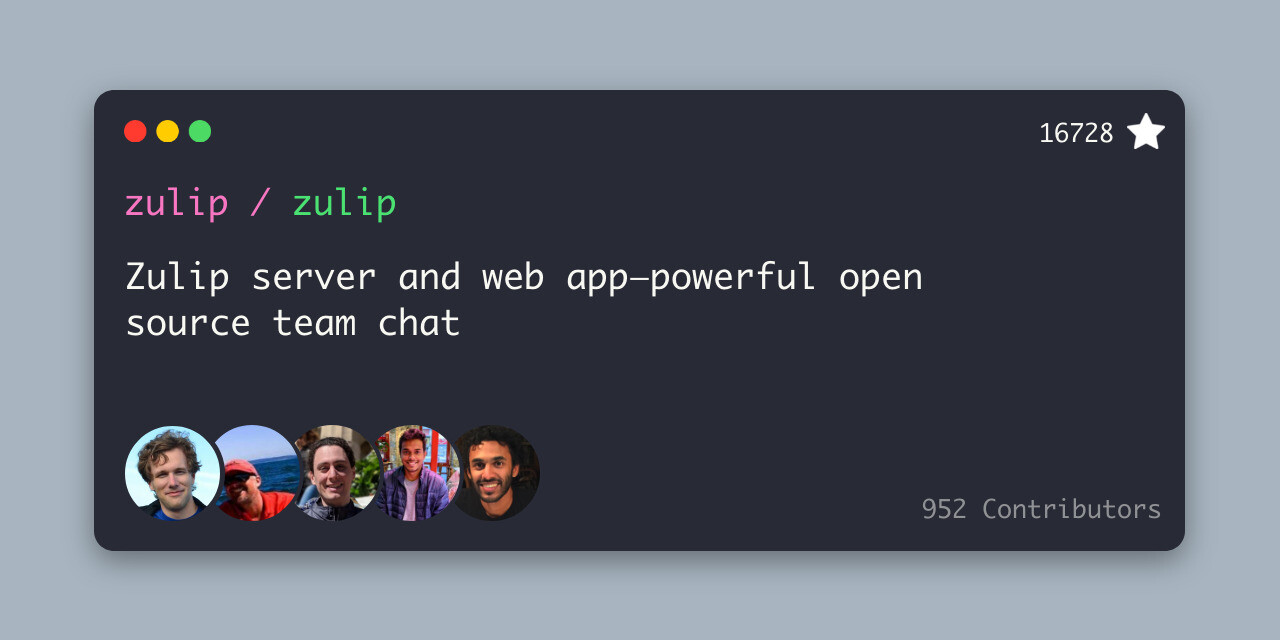 16728
zulip / zulip
Zulip server and web app—powerful open
source team chat
952 Contributors